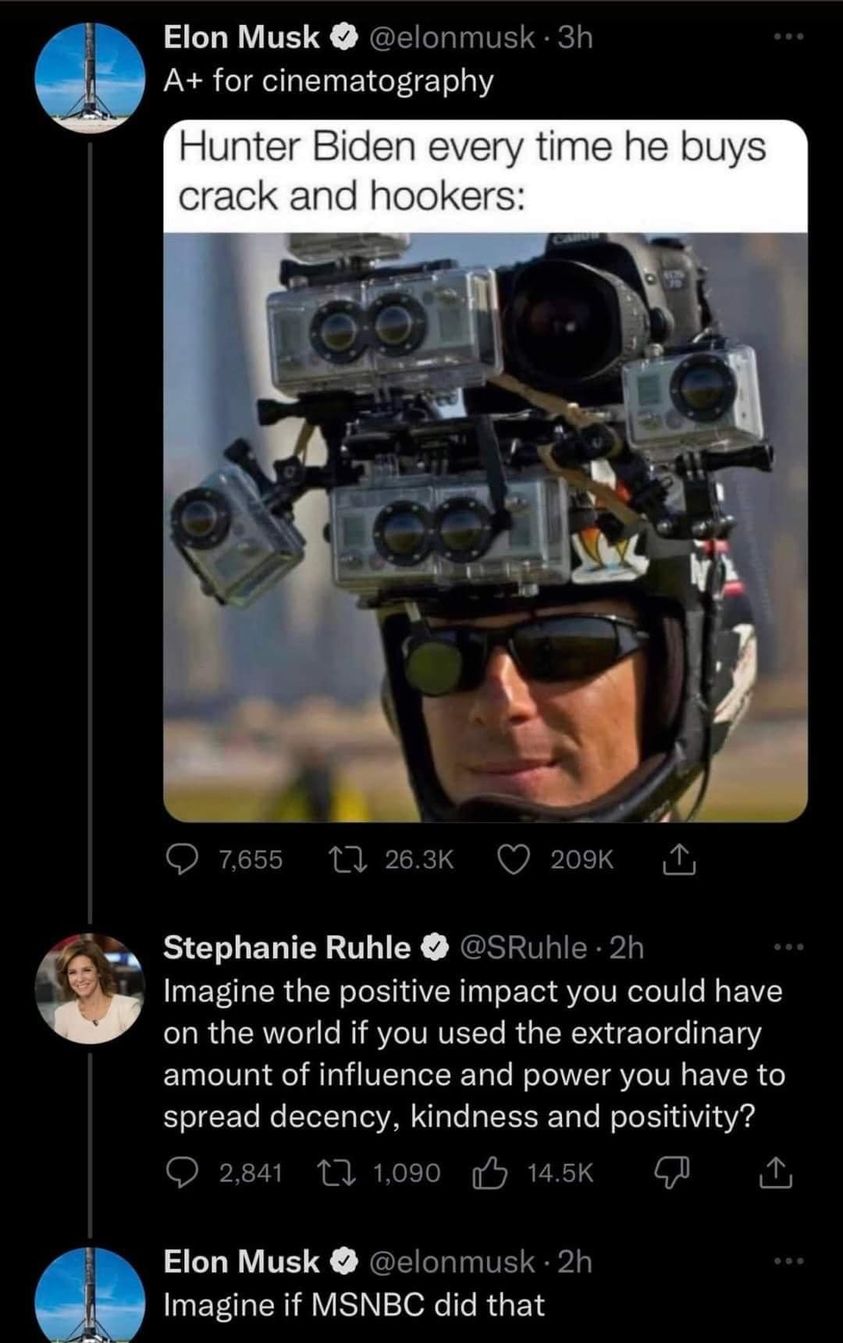 Elon Musk @elonmusk · 3h
A+ for cinematography
Hunter Biden every time he buys
crack and hookers:
Canon
7,655 26.3K 209K
Stephanie Ruhle @SRuhle · 2h
Imagine the positive impact you could have
on the world if you used the extraordinary
amount of influence and power you have to
spread decency, kindness and positivity?
2,841 1,090 14.5K
Elon Musk @elonmusk · 2h
Imagine if MSNBC did that